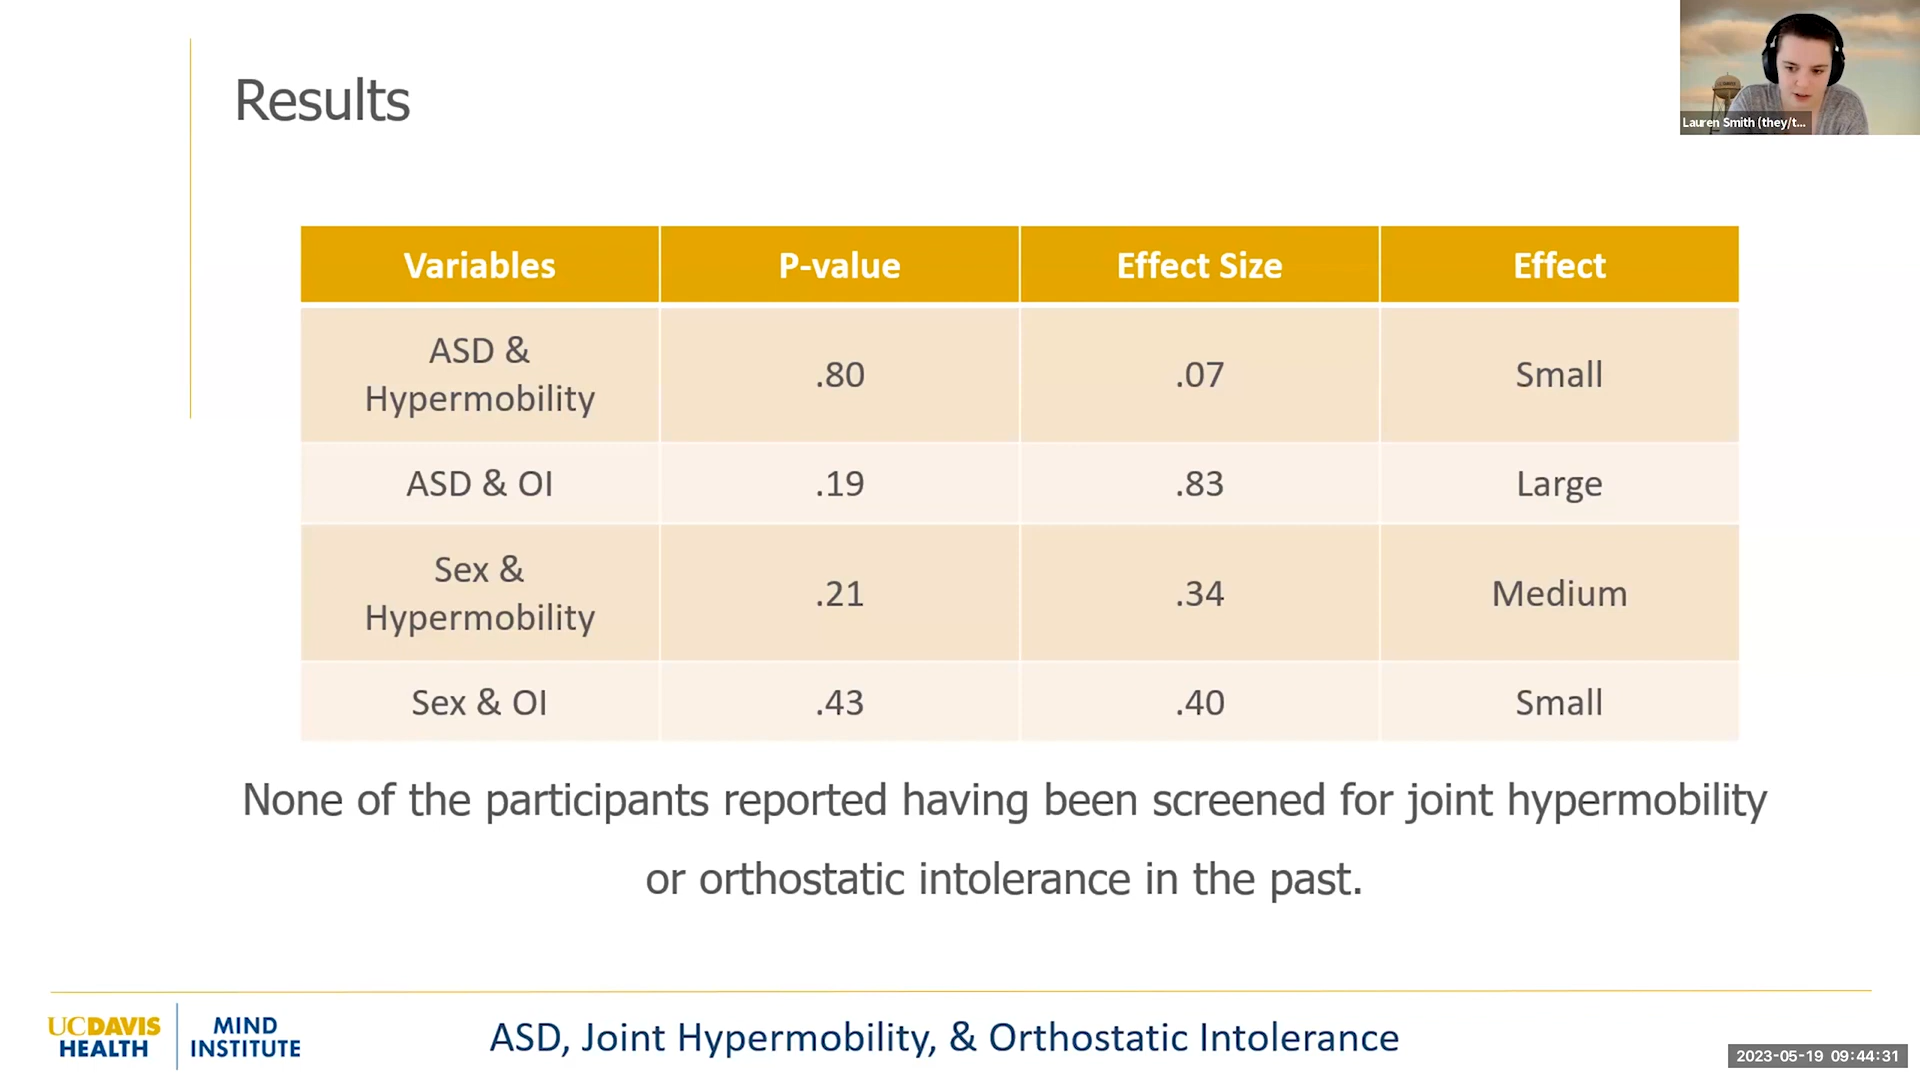 Results
Lauren Smith (they/t...
Variables P-value Effect Size Effect
ASD &
Hypermobility
.80 .07 Small
ASD & OI .19 .83 Large
Sex &
Hypermobility
.21 .34 Medium
Sex & OI .43 .40 Small
None of the participants reported having been screened for joint hypermobility
or orthostatic intolerance in the past.
UCDAVIS
HEALTH
MIND
INSTITUTE
ASD, Joint Hypermobility, & Orthostatic Intolerance
2023-05-19 09:44:31